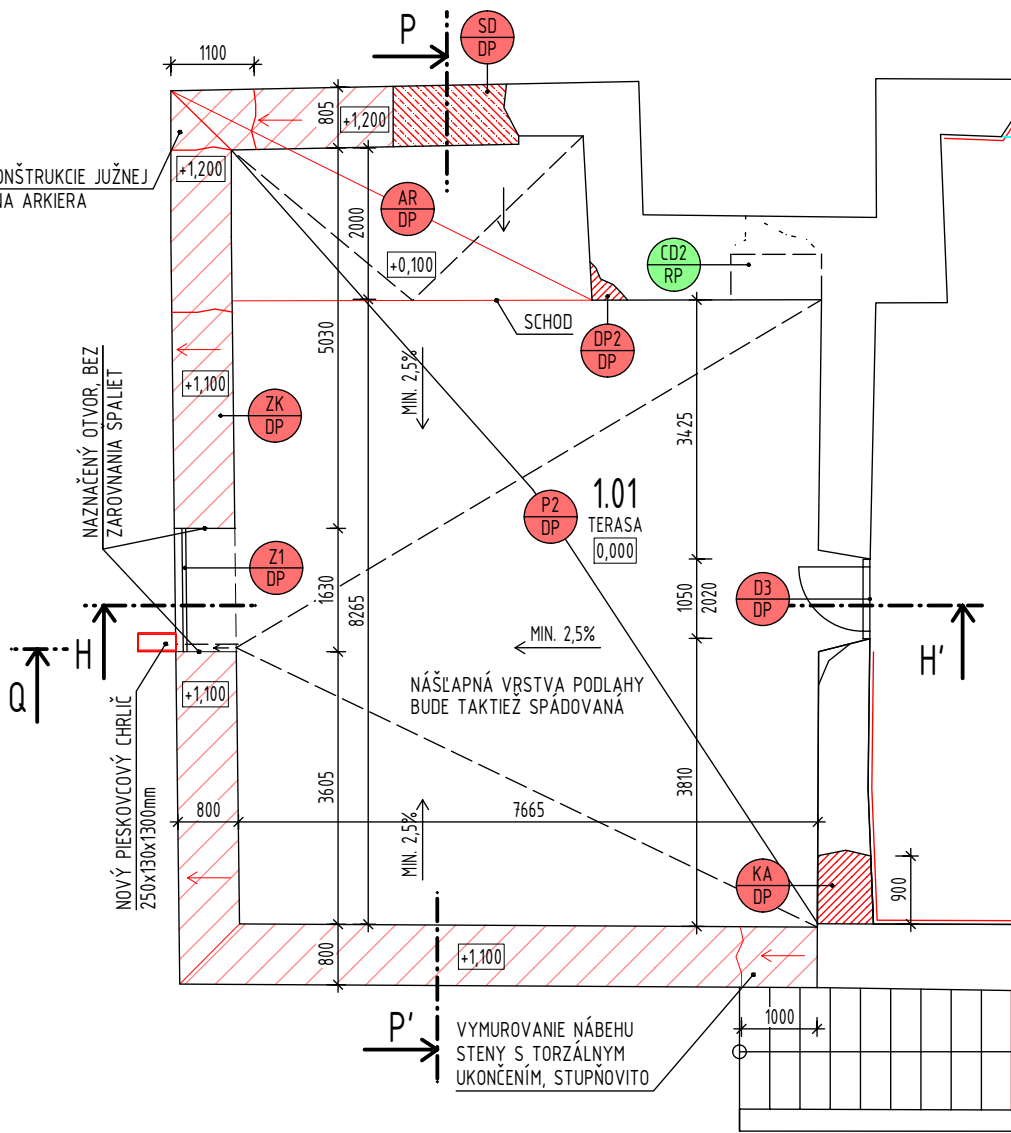 P
SD
DP
1100
805
+1,200
+1,200
ONŠTRUKCIE JUŽNEJ
NA ARKIERA
AR
DP
2000
+0,100
CD2
RP
SCHOD
DP2
DP
5030
MIN. 2,5%
+1,100
ZK
DP
3425
NAZNAČENÝ OTVOR, BEZ
ZAROVNANIA ŠPALIET
P2
DP
1.01
TERASA
0,000
Z1
DP
1630
8265
1050
2020
D3
DP
H
H'
Q
MIN. 2,5%
+1,100
NÁŠĽAPNÁ VRSTVA PODLAHY
BUDE TAKTIEŽ SPÁDOVANÁ
NOVÝ PIESKOVCOVÝ CHRLIČ
250x130x1300mm
3605
3810
800
7665
MIN. 2,5%
KA
DP
900
800
+1,100
1000
P'
VYMUROVANIE NÁBEHU
STENY S TORZÁLNYM
UKONČENÍM, STUPŇOVITO